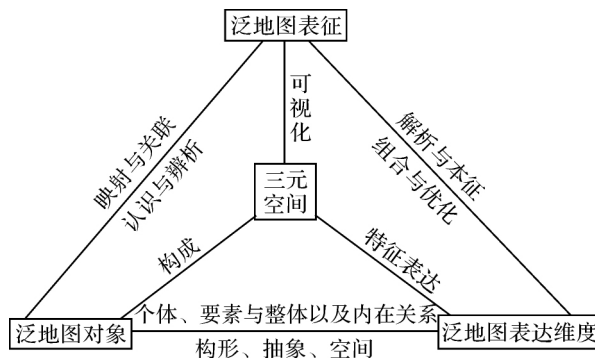 泛地图表征
可视化
映射与关联
认识与辨析
解析与本征
组合与优化
三元
空间
构成
特征表达
个体、要素与整体以及内在关系
泛地图对象
泛地图表达维度
构形、抽象、空间